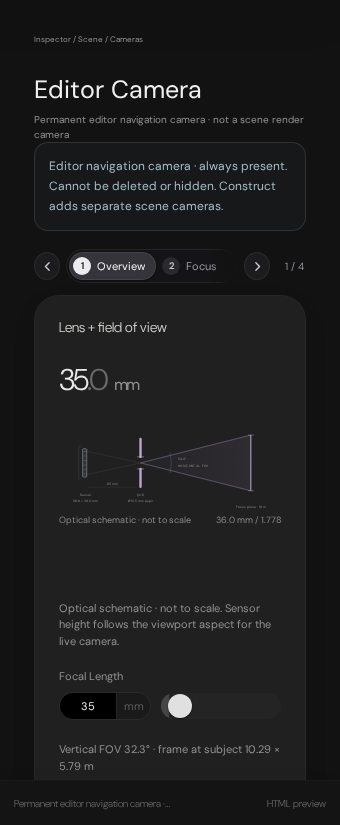 Inspector / Scene / Cameras
Editor Camera
Permanent editor navigation camera · not a scene render
camera
Editor navigation camera · always present.
Cannot be deleted or hidden. Construct
adds separate scene cameras.
1 Overview 2 Focus 1 / 4
Lens + field of view
35.0 mm
Optical schematic · not to scale 36.0 mm / 1.778
Optical schematic · not to scale. Sensor
height follows the viewport aspect for the
live camera.
Focal Length
35 mm
Vertical FOV 32.3° · frame at subject 10.29 ×
5.79 m
Permanent editor navigation camera ·... HTML preview